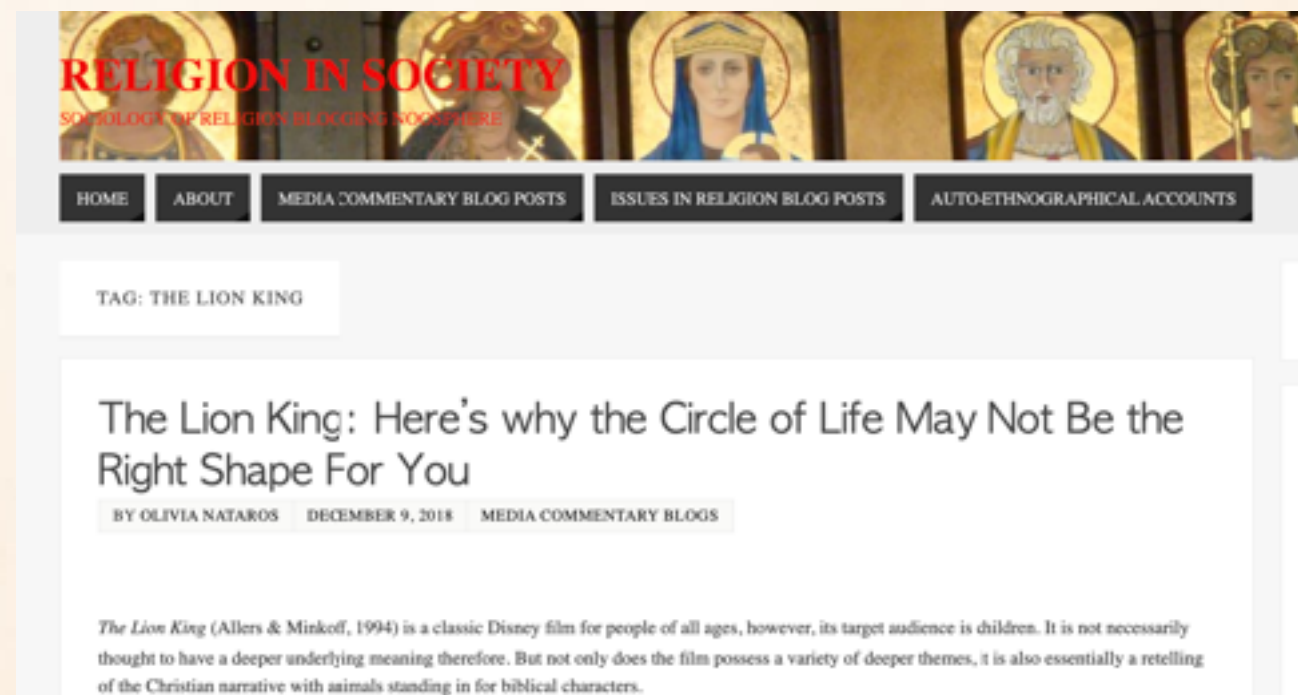 RELIGION IN SOCIETY
SOCIOLOGY OF RELIGION BLOGGING NOOSPHERE
HOME ABOUT MEDIA COMMENTARY BLOG POSTS ISSUES IN RELIGION BLOG POSTS AUTO-ETHNOGRAPHICAL ACCOUNTS
TAG: THE LION KING
The Lion King: Here's why the Circle of Life May Not Be the
Right Shape For You
BY OLIVIA NATAROS DECEMBER 9, 2018 MEDIA COMMENTARY BLOGS
The Lion King (Allers & Minkoff, 1994) is a classic Disney film for people of all ages, however, its target audience is children. It is not necessarily
thought to have a deeper underlying meaning therefore. But not only does the film possess a variety of deeper themes, it is also essentially a retelling
of the Christian narrative with animals standing in for biblical characters.